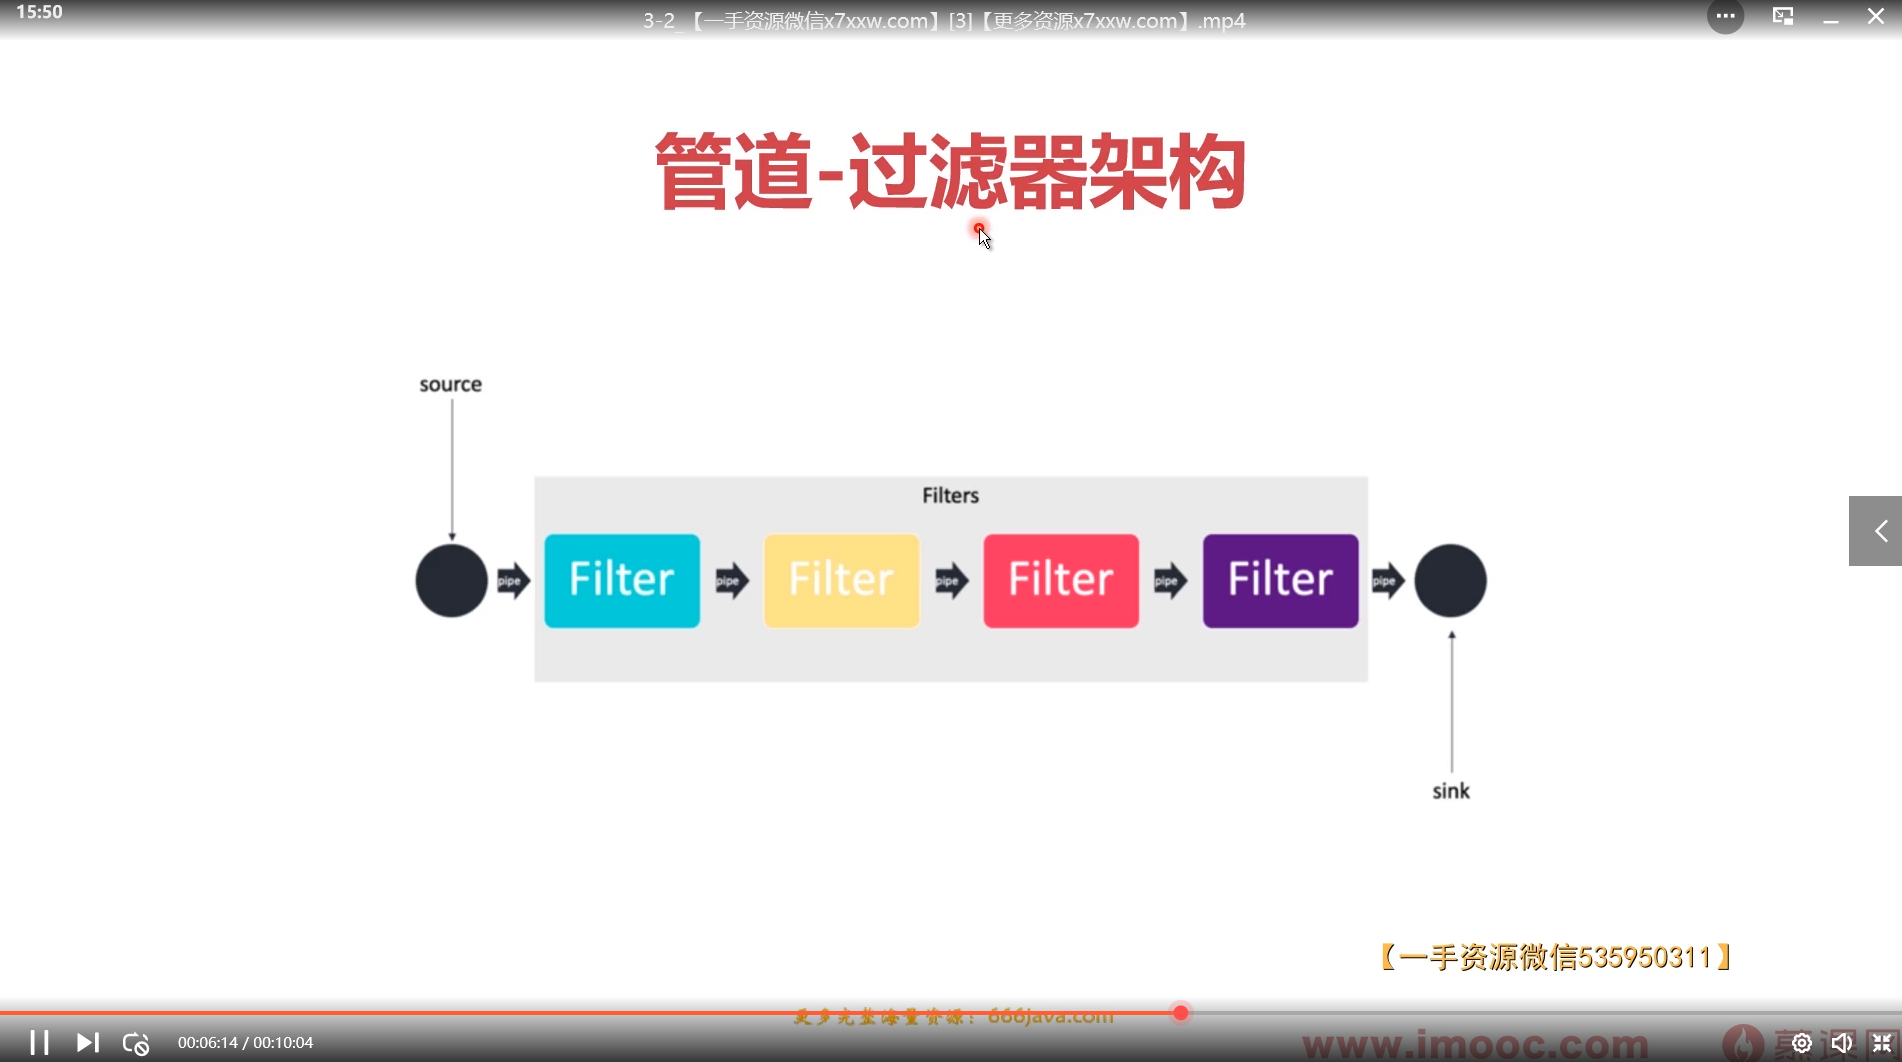 15:50
3-2_【一手资源微信x7xxw.com】[3]【更多资源x7xxw.com】.mp4
管道-过滤器架构
source
Filters
pipe Filter pipe Filter pipe Filter pipe Filter pipe
sink
【一手资源微信535950311】
更多完整海量资源：666java.com
00:06:14 / 00:10:04
www.imooc.com 慕课网